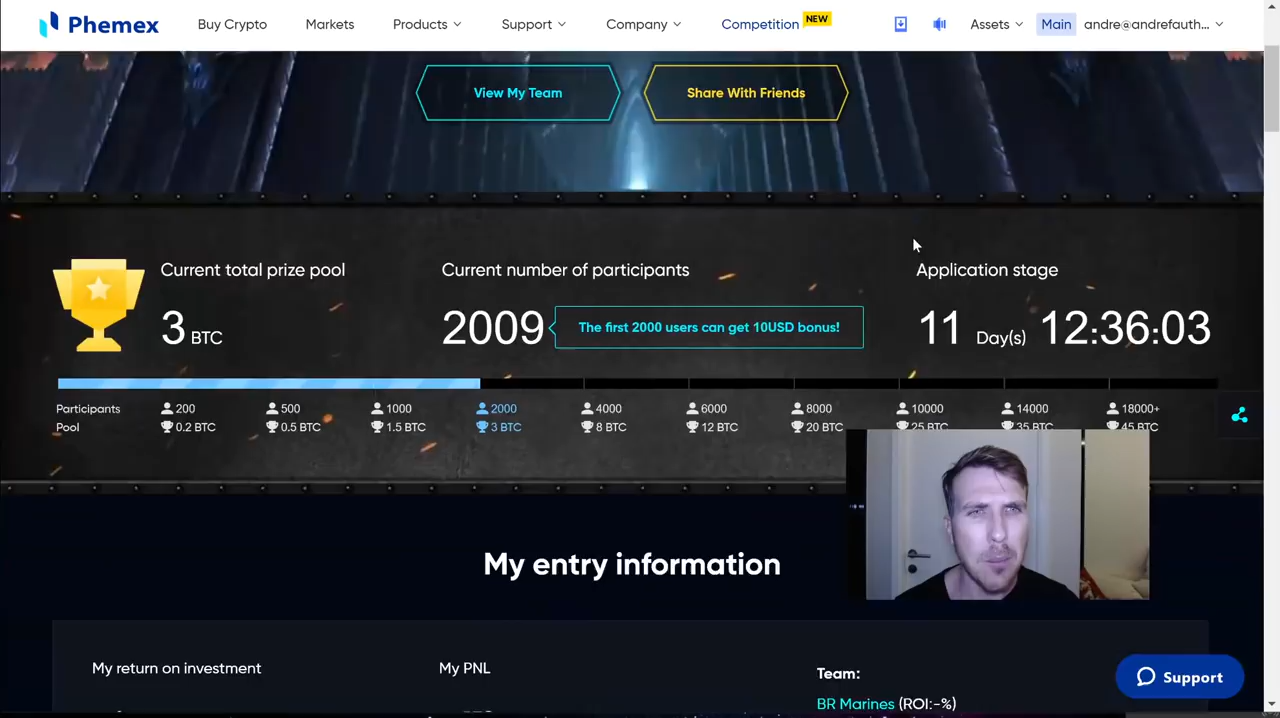 Phemex Buy Crypto Markets Products Support Company Competition NEW Assets Main andre@andrefauth...
View My Team Share With Friends
Current total prize pool Current number of participants Application stage
3 BTC 2009 The first 2000 users can get 10USD bonus! 11 Day(s) 12:36:03
Participants 200 500 1000 2000 4000 6000 8000 10000 14000 18000+
Pool 0.2 BTC 0.5 BTC 1.5 BTC 3 BTC 8 BTC 12 BTC 20 BTC 25 BTC 35 BTC 45 BTC
My entry information
My return on investment My PNL Team:
Support
BR Marines (ROI:-%)